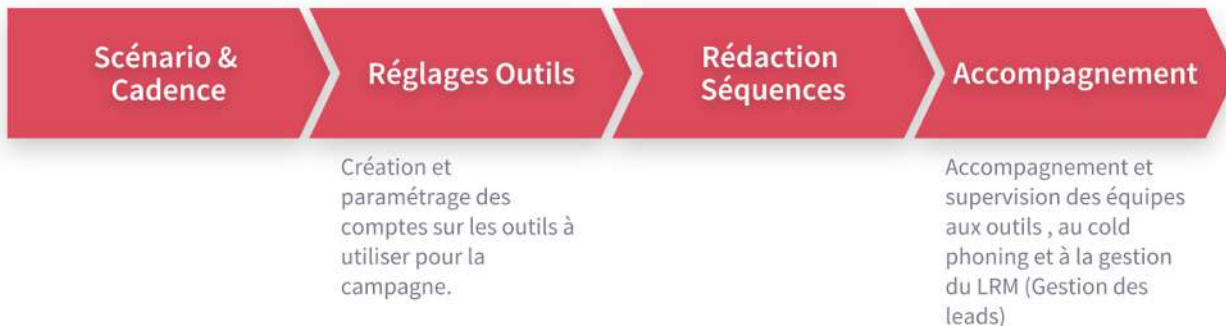 Scénario &
Cadence
Réglages Outils
Rédaction
Séquences
Accompagnement
Création et
paramétrage des
comptes sur les outils à
utiliser pour la
campagne.
Accompagnement et
supervision des équipes
aux outils , au cold
phoning et à la gestion
du LRM (Gestion des
leads)